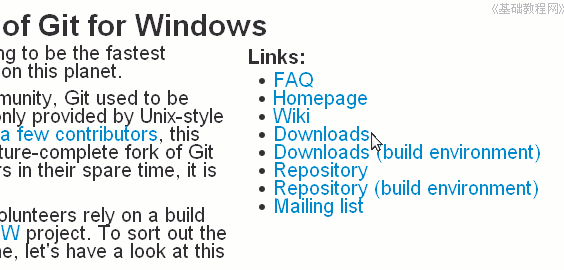 《基础教程网》
of Git for Windows
ng to be the fastest
on this planet.
munity, Git used to be
only provided by Unix-style
a few contributors, this
ture-complete fork of Git
rs in their spare time, it is
olunteers rely on a build
W project. To sort out the
ne, let's have a look at this
Links:
FAQ
Homepage
Wiki
Downloads
Downloads (build environment)
Repository
Repository (build environment)
Mailing list